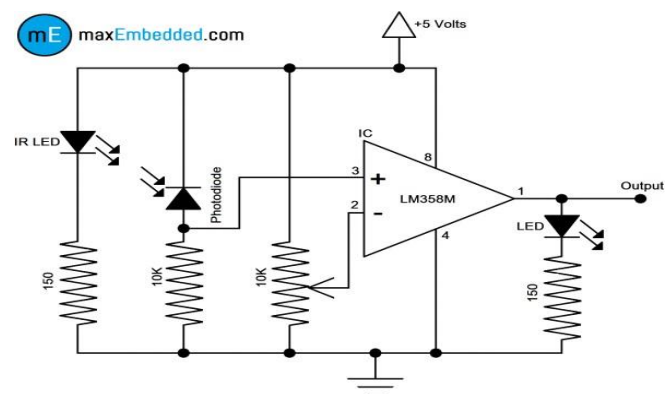 mE maxEmbedded.com
+5 Volts
IC
IR LED
8
3
+
Photodiode
LM358M
1
Output
2
-
LED
4
150
10K
10K
150